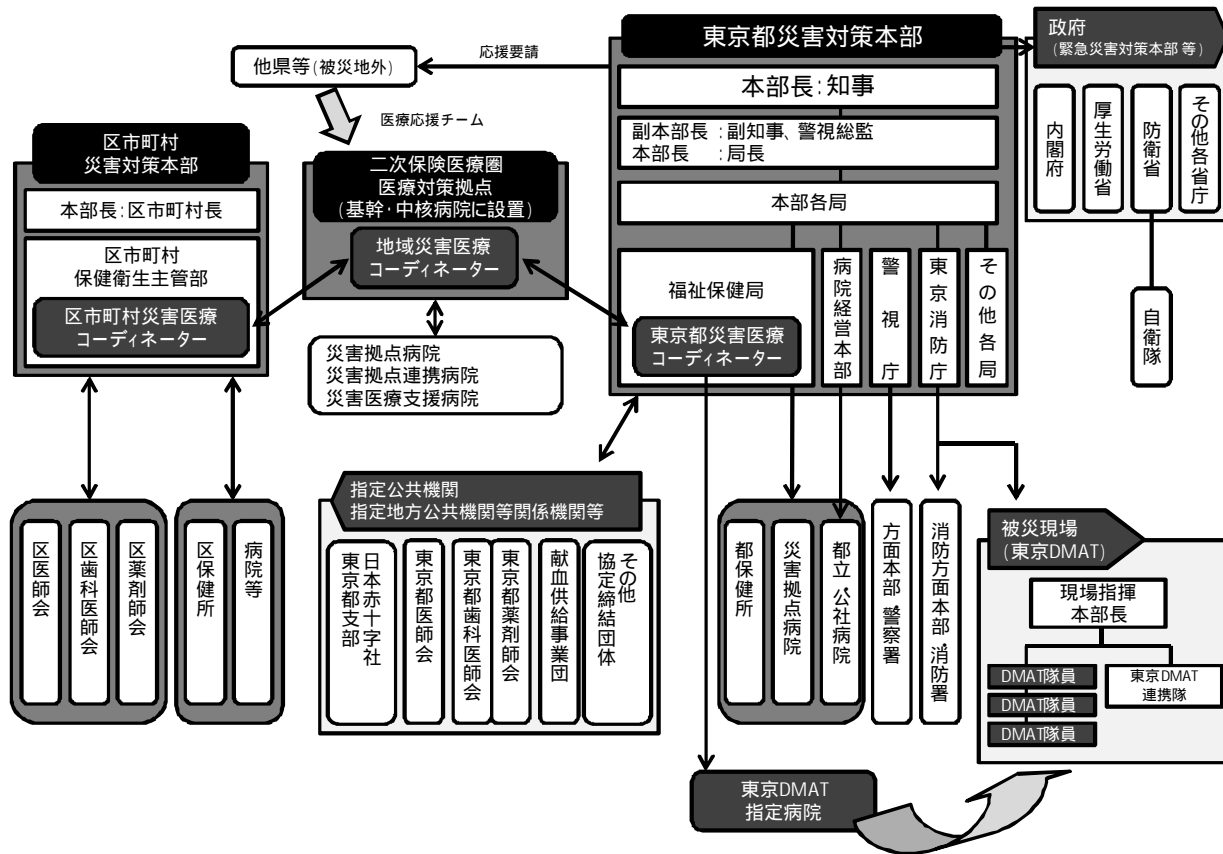 東京都災害対策本部
政府
(緊急災害対策本部 等)
応援要請
他県等(被災地外)
本部長:知事
医療応援チーム
副本部長 :副知事、警視総監
本部長 :局長
内閣府
厚生労働省
防衛省
その他各省庁
区市町村
災害対策本部
二次保険医療圏
医療対策拠点
(基幹・中核病院に設置)
本部長:区市町村長
本部各局
地域災害医療
コーディネーター
区市町村
保健衛生主管部
福祉保健局
病院経営本部
警視庁
東京消防庁
その他各局
自衛隊
区市町村災害医療
コーディネーター
東京都災害医療
コーディネーター
災害拠点病院
災害拠点連携病院
災害医療支援病院
指定公共機関
指定地方公共機関等関係機関等
区医師会
区歯科医師会
区薬剤師会
区保健所
病院等
日本赤十字社
東京都支部
東京都医師会
東京都歯科医師会
東京都薬剤師会
献血供給事業団
その他
協定締結団体
都保健所
災害拠点病院
都立、公社病院
方面本部、警察署
消防方面本部、消防署
被災現場
(東京DMAT)
現場指揮
本部長
DMAT隊員
DMAT隊員
DMAT隊員
東京DMAT
連携隊
東京DMAT
指定病院